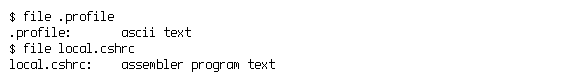 $ file .profile
.profile:       ascii text
$ file local.cshrc
local.cshrc:    assembler program text